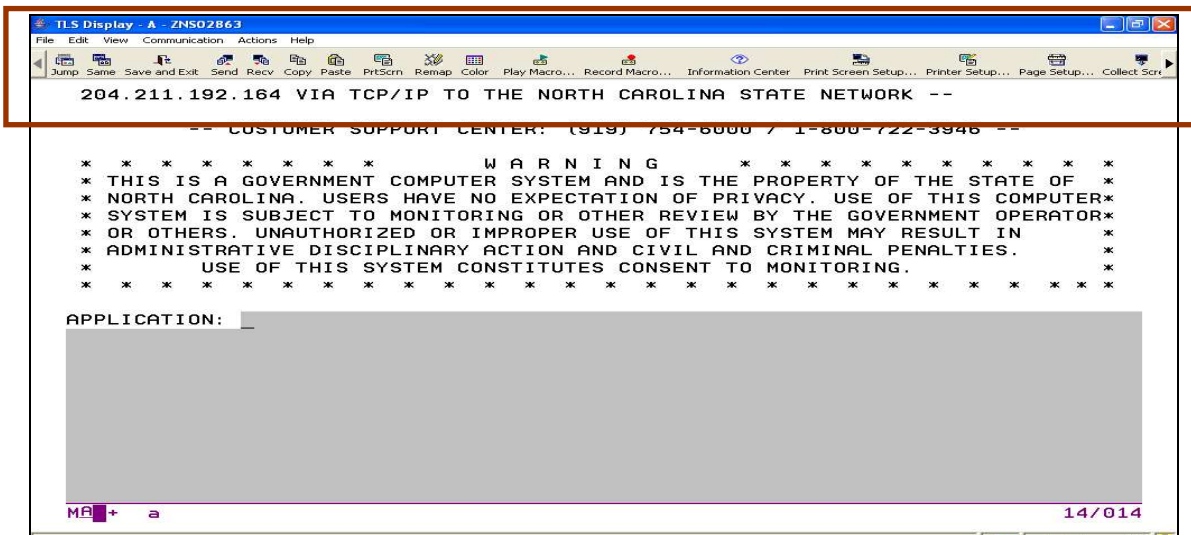 TLS Display - A - ZNS02863
File Edit View Communication Actions Help
Jump Same Save and Exit Send Recv Copy Paste PrtScrn Remap Color Play Macro... Record Macro... Information Center Print Screen Setup... Printer Setup... Page Setup... Collect Scre
204.211.192.164 VIA TCP/IP TO THE NORTH CAROLINA STATE NETWORK --
-- CUSTOMER SUPPORT CENTER: (919) 754-6000 / 1-800-722-3946 --
* * * * * * * * W A R N I N G * * * * * * * * * *
* THIS IS A GOVERNMENT COMPUTER SYSTEM AND IS THE PROPERTY OF THE STATE OF *
* NORTH CAROLINA. USERS HAVE NO EXPECTATION OF PRIVACY. USE OF THIS COMPUTER*
* SYSTEM IS SUBJECT TO MONITORING OR OTHER REVIEW BY THE GOVERNMENT OPERATOR*
* OR OTHERS. UNAUTHORIZED OR IMPROPER USE OF THIS SYSTEM MAY RESULT IN *
* ADMINISTRATIVE DISCIPLINARY ACTION AND CIVIL AND CRIMINAL PENALTIES. *
* USE OF THIS SYSTEM CONSTITUTES CONSENT TO MONITORING. *
* * * * * * * * * * * * * * * * * * * * * * * * * * *
APPLICATION: _
MA + a 14/014